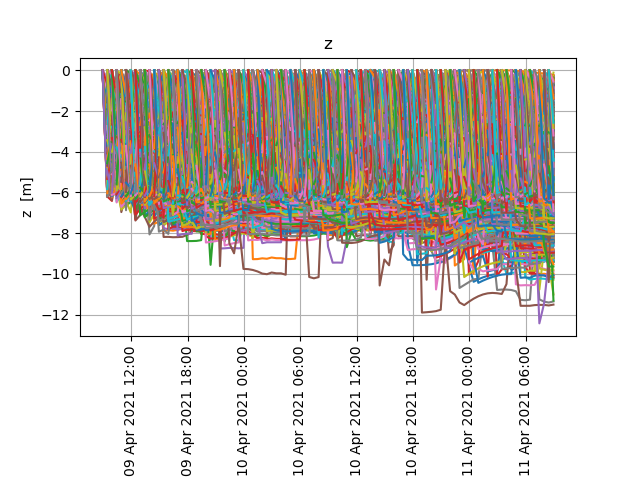 z
0
−2
−4
−6
−8
−10
−12
z [m]
09 Apr 2021 12:00
09 Apr 2021 18:00
10 Apr 2021 00:00
10 Apr 2021 06:00
10 Apr 2021 12:00
10 Apr 2021 18:00
11 Apr 2021 00:00
11 Apr 2021 06:00